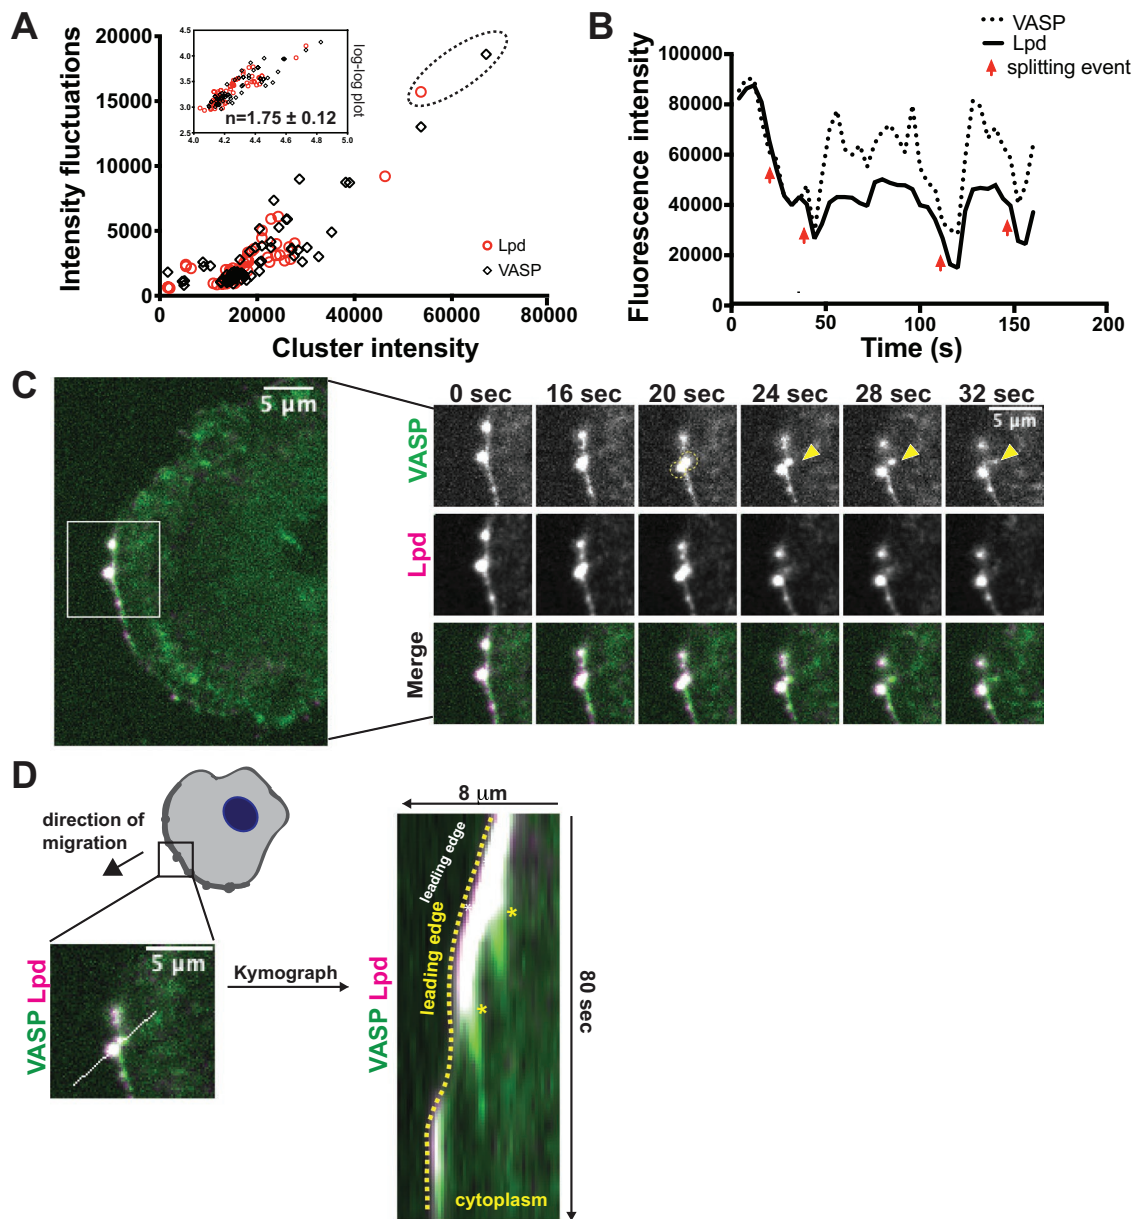 A
Intensity fluctuations
20000
15000
10000
5000
0
0
20000
40000
60000
80000
Cluster intensity
4.5
4.0
3.5
3.0
2.5
4.0
4.2
4.4
4.6
4.8
5.0
log-log plot
n=1.75 ± 0.12
Lpd
VASP
B
VASP
Lpd
splitting event
Fluorescence intensity
100000
80000
60000
40000
20000
0
0
50
100
150
200
Time (s)
C
5 µm
0 sec
16 sec
20 sec
24 sec
28 sec
32 sec
5 µm
VASP
Lpd
Merge
D
direction of
migration
5 µm
VASP Lpd
Kymograph
8 µm
leading edge
leading edge
*
*
*
VASP Lpd
80 sec
cytoplasm